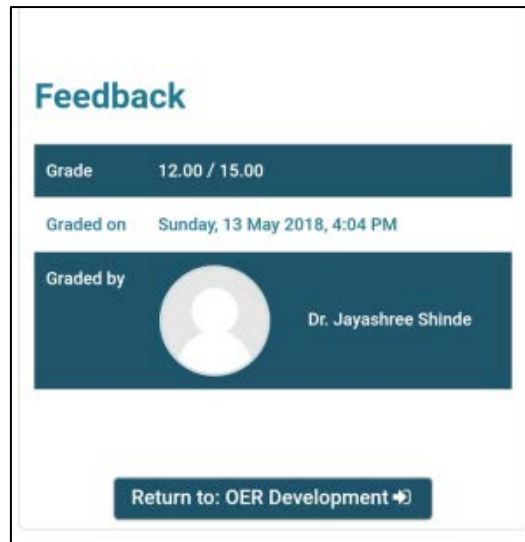 Feedback
Grade 12.00 / 15.00
Graded on Sunday, 13 May 2018, 4:04 PM
Graded by
Dr. Jayashree Shinde
Return to: OER Development